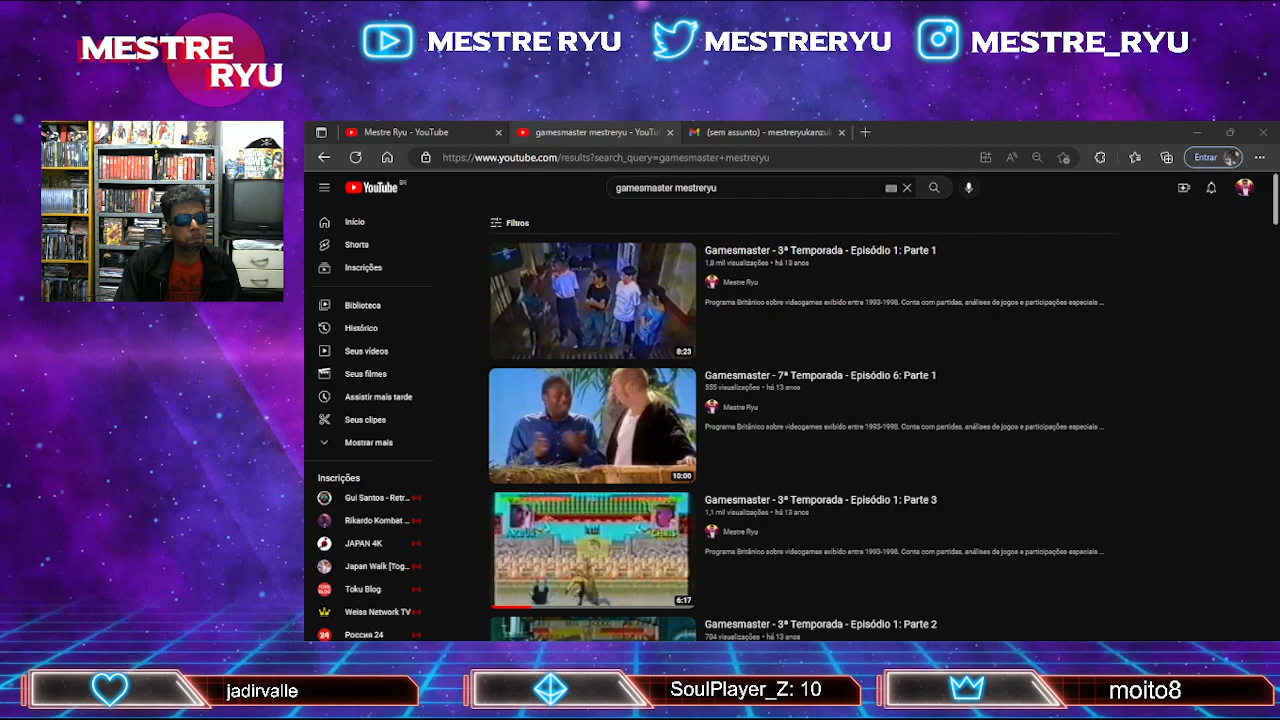 MESTRE
RYU
MESTRE RYU
MESTRERYU
MESTRE_RYU
Mestre Ryu - YouTube
gamesmaster mestreryu - YouTu
(sem assunto) - mestreryukanzuk
https://www.youtube.com/results?search_query=gamesmaster+mestreryu
Entrar
YouTube BR
gamesmaster mestreryu
Início
Shorts
Inscrições
Biblioteca
Histórico
Seus vídeos
Seus filmes
Assistir mais tarde
Seus clipes
Mostrar mais
Inscrições
Gui Santos - Retr...
Rikardo Kombat ...
JAPAN 4K
Japan Walk [Tog...
Toku Blog
Weiss Network TV
24
Россия 24
Filtros
8:23
Gamesmaster - 3ª Temporada - Episódio 1: Parte 1
1,8 mil visualizações • há 13 anos
Mestre Ryu
Programa Britânico sobre videogames exibido entre 1993-1998. Conta com partidas, análises de jogos e participações especiais ...
10:00
Gamesmaster - 7ª Temporada - Episódio 6: Parte 1
555 visualizações • há 13 anos
Mestre Ryu
Programa Britânico sobre videogames exibido entre 1993-1998. Conta com partidas, análises de jogos e participações especiais ...
6:17
Gamesmaster - 3ª Temporada - Episódio 1: Parte 3
1,1 mil visualizações • há 13 anos
Mestre Ryu
Programa Britânico sobre videogames exibido entre 1993-1998. Conta com partidas, análises de jogos e participações especiais ...
Gamesmaster - 3ª Temporada - Episódio 1: Parte 2
704 visualizações • há 13 anos
jadirvalle
SoulPlayer_Z: 10
moito8